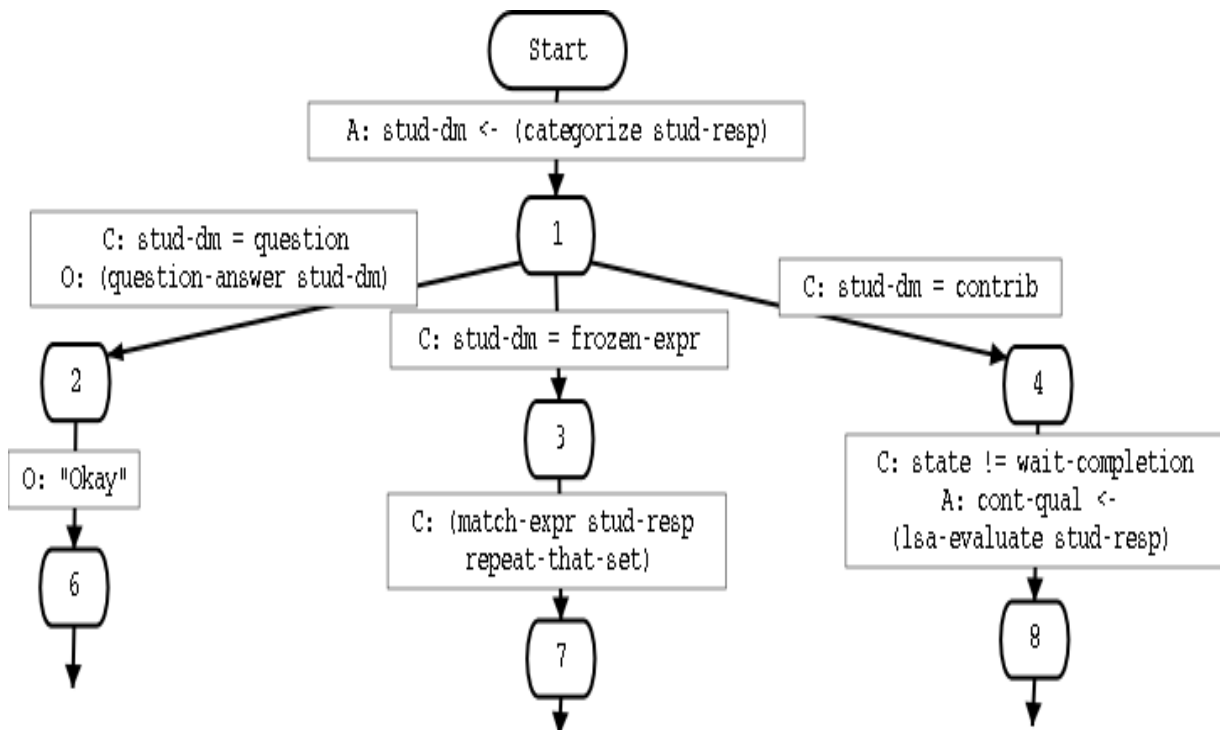 Start
A: stud-dm <- (categorize stud-resp)
1
C: stud-dm = question
O: (question-answer stud-dm)
C: stud-dm = contrib
C: stud-dm = frozen-expr
2
4
3
O: "Okay"
C: state != wait-completion
A: cont-qual <-
(lsa-evaluate stud-resp)
C: (match-expr stud-resp
repeat-that-set)
6
7
8